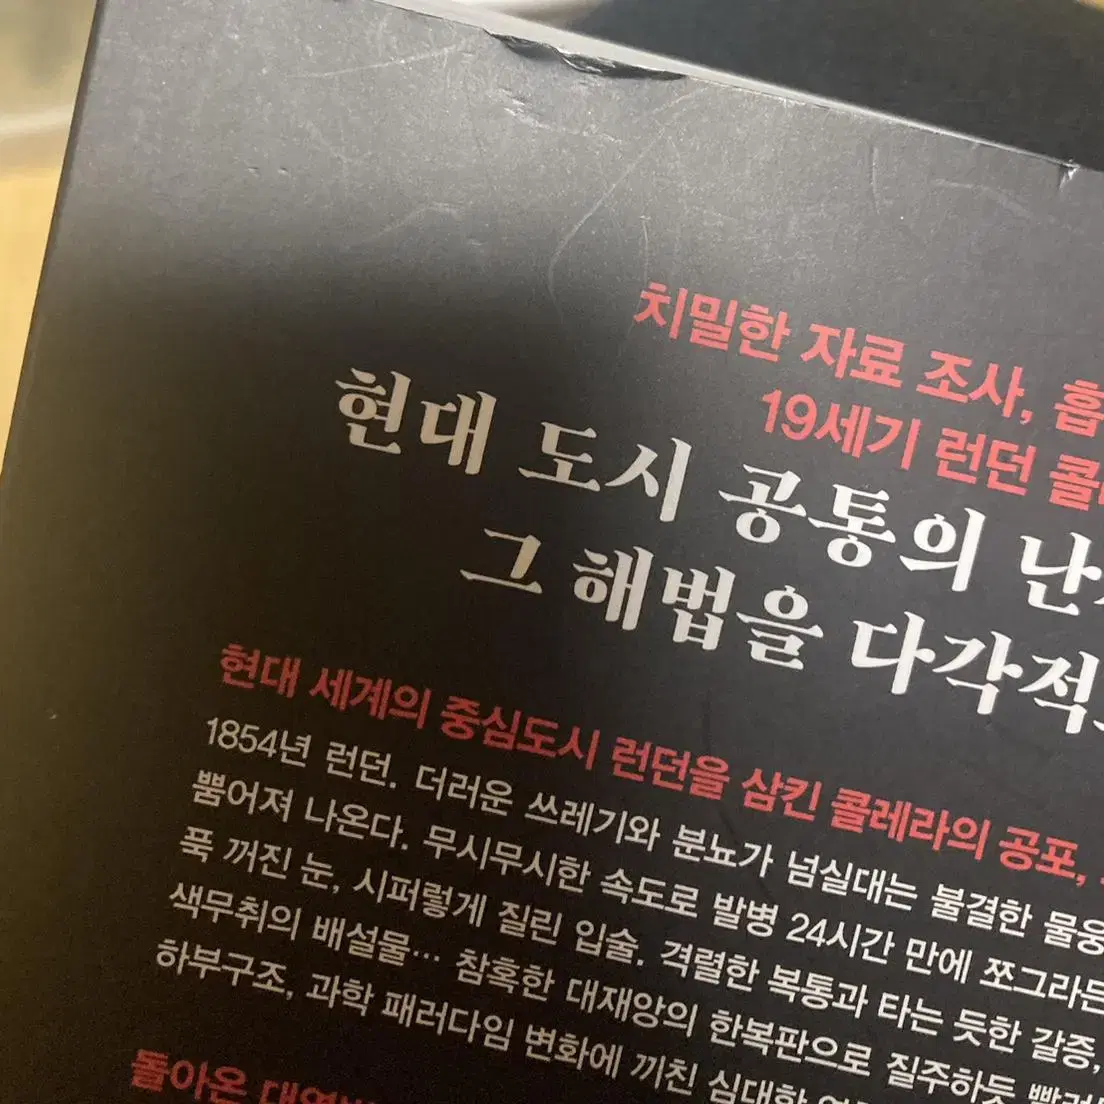 치밀한 자료 조사,
19세기 런던
현대 도시 공통의
그 해법을
현대 세계의 중심도시 런던을 삼킨 콜레라의 공포,
1854년 런던. 더러운 쓰레기와 분뇨가 넘실대는 불결한
뿜어져 나온다. 무시무시한 속도로 발병 24시간 만에
푹 꺼진 눈, 시퍼렇게 질린 입술. 격렬한 복통과 타는 듯한 갈증,
색무취의 배설물… 참혹한 대재앙의 한복판으로 질주하듯
하부구조, 과학 패러다임 변화에 끼친 심대한
돌아온